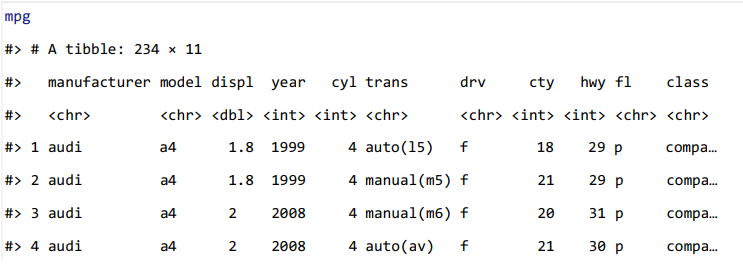 mpg
#> # A tibble: 234 × 11
#>   manufacturer model displ  year   cyl trans      drv     cty   hwy fl    class
#>   <chr>        <chr> <dbl> <int> <int> <chr>      <chr> <int> <int> <chr> <chr>
#> 1 audi         a4      1.8  1999     4 auto(l5)   f        18    29 p     compa…
#> 2 audi         a4      1.8  1999     4 manual(m5) f        21    29 p     compa…
#> 3 audi         a4      2    2008     4 manual(m6) f        20    31 p     compa…
#> 4 audi         a4      2    2008     4 auto(av)   f        21    30 p     compa…